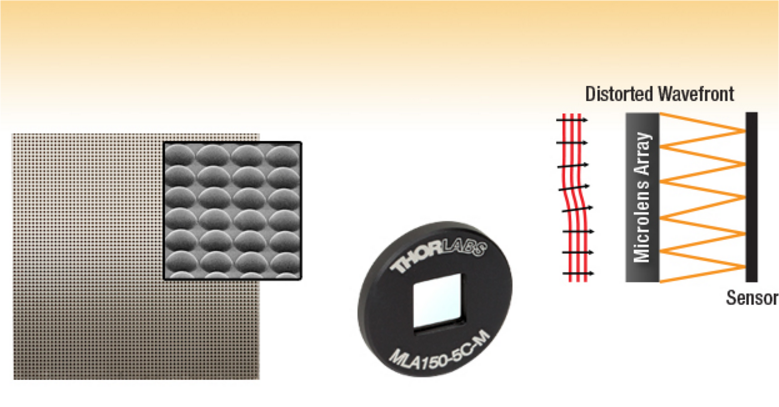 Distorted Wavefront
Microlens Array
Sensor
THORLABS
MLA150-5C-M